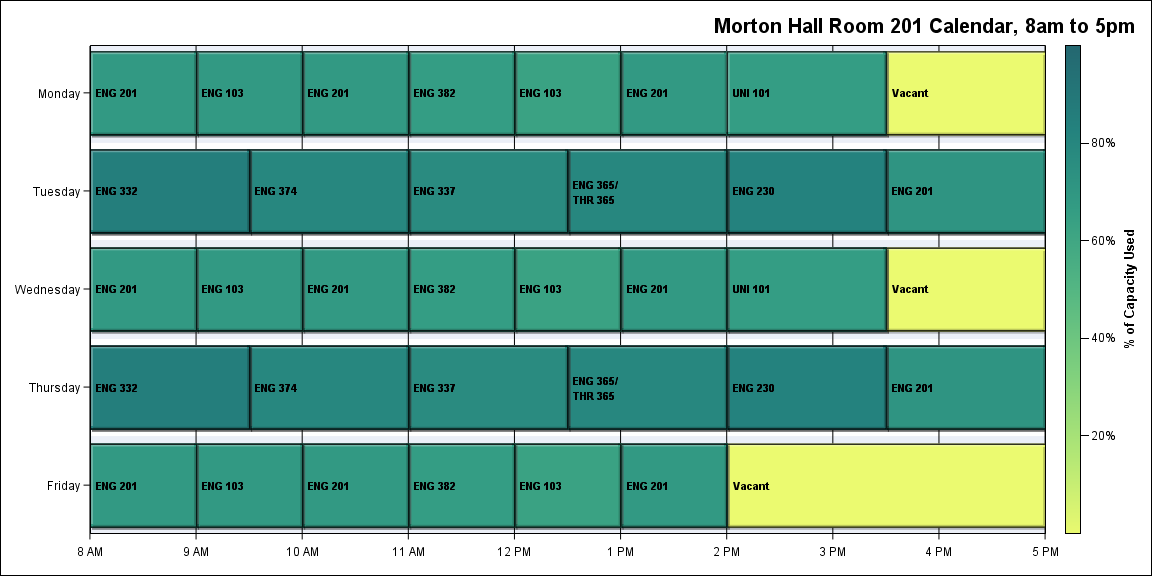 Morton Hall Room 201 Calendar, 8am to 5pm
Monday
ENG 201
ENG 103
ENG 201
ENG 382
ENG 103
ENG 201
UNI 101
Vacant
Tuesday
ENG 332
ENG 374
ENG 337
ENG 365/
THR 365
ENG 230
ENG 201
Wednesday
ENG 201
ENG 103
ENG 201
ENG 382
ENG 103
ENG 201
UNI 101
Vacant
Thursday
ENG 332
ENG 374
ENG 337
ENG 365/
THR 365
ENG 230
ENG 201
Friday
ENG 201
ENG 103
ENG 201
ENG 382
ENG 103
ENG 201
Vacant
8 AM
9 AM
10 AM
11 AM
12 PM
1 PM
2 PM
3 PM
4 PM
5 PM
80%
60%
40%
20%
% of Capacity Used